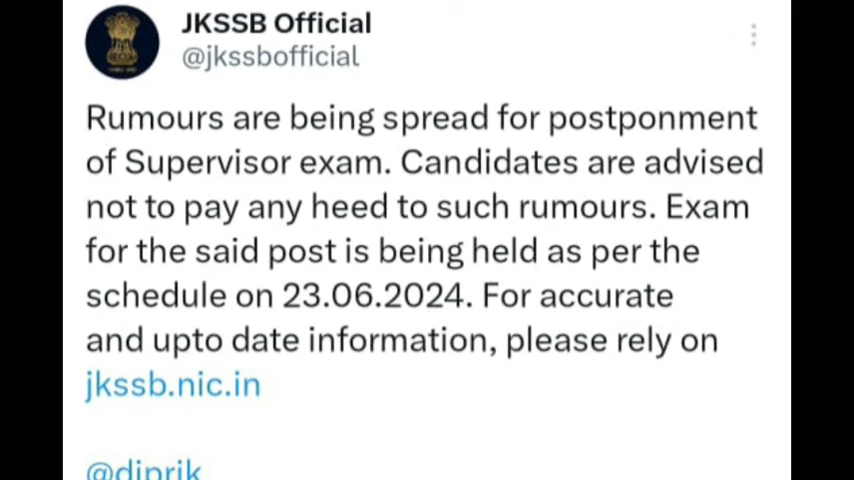 JKSSB Official
@jkssbofficial
Rumours are being spread for postponment
of Supervisor exam. Candidates are advised
not to pay any heed to such rumours. Exam
for the said post is being held as per the
schedule on 23.06.2024. For accurate
and upto date information, please rely on
jkssb.nic.in
@diprjk